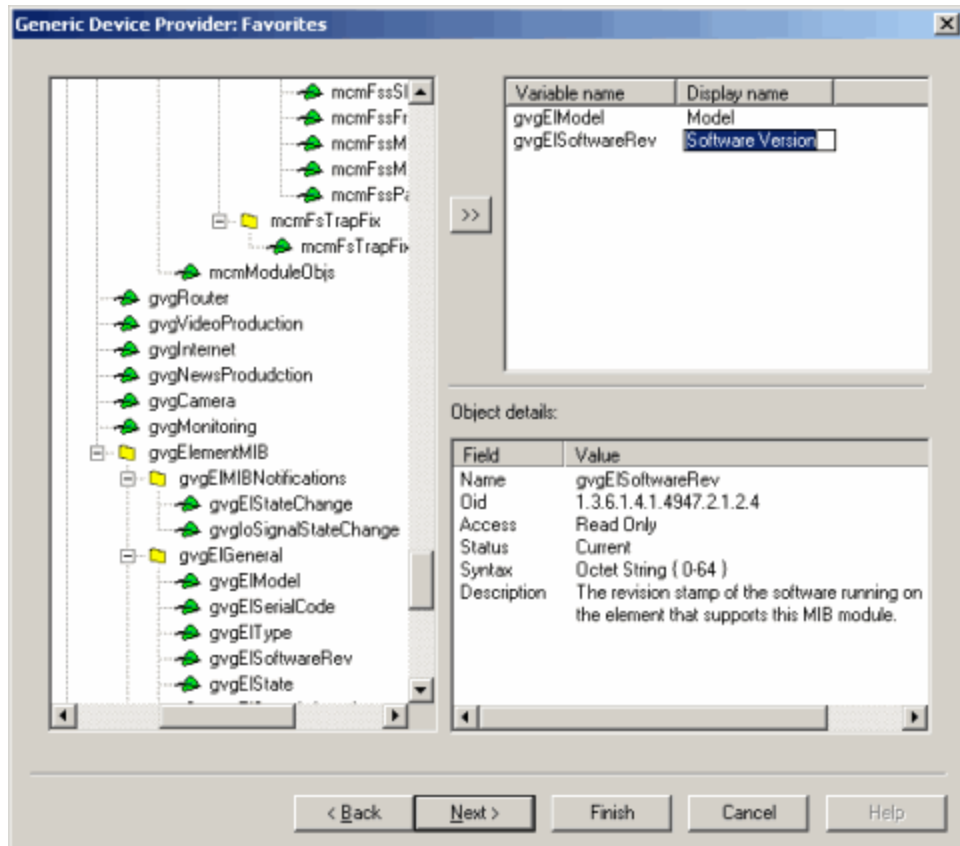 Generic Device Provider: Favorites
mcmFssSl
mcmFssFr
mcmFssM
mcmFssM
mcmFssPa
mcmFsTrapFix
mcmFsTrapFix
mcmModuleObjs
gvgRouter
gvgVideoProduction
gvgInternet
gvgNewsProdudction
gvgCamera
gvgMonitoring
gvgElementMIB
gvgElMIBNotifications
gvgElStateChange
gvgIoSignalStateChange
gvgElGeneral
gvgElModel
gvgElSerialCode
gvgElType
gvgElSoftwareRev
gvgElState
>>
Variable name Display name
gvgElModel Model
gvgElSoftwareRev Software Version
Object details:
Field Value
Name gvgElSoftwareRev
Oid 1.3.6.1.4.1.4947.2.1.2.4
Access Read Only
Status Current
Syntax Octet String ( 0-64 )
Description The revision stamp of the software running on
the element that supports this MIB module.
< Back Next > Finish Cancel Help